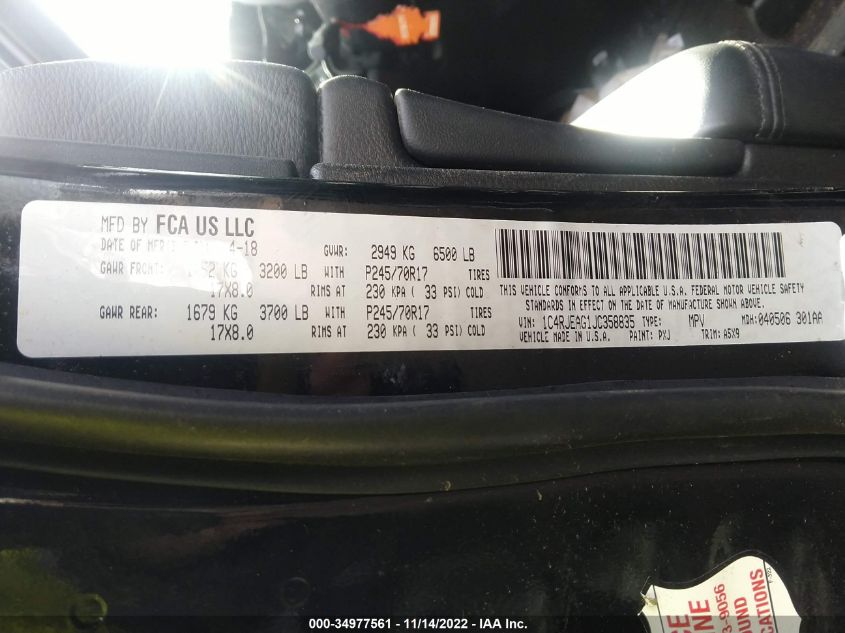 MFD BY FCA US LLC
DATE OF MFR 4-18 GVWR: 2949 KG 6500 LB
GAWR FRONT: KG 3200 LB WITH P245/70R17 TIRES
17X8.0 RIMS AT 230 KPA ( 33 PSI) COLD
GAWR REAR: 1679 KG 3700 LB WITH P245/70R17 TIRES
17X8.0 RIMS AT 230 KPA ( 33 PSI) COLD
THIS VEHICLE CONFORMS TO ALL APPLICABLE U.S.A. FEDERAL MOTOR VEHICLE SAFETY
STANDARDS IN EFFECT ON THE DATE OF MANUFACTURE SHOWN ABOVE.
VIN: 1C4RJEAG1JC358835 TYPE: MPV MDH: 040506 301AA
VEHICLE MADE IN U.S.A. PAINT: PXJ TRIM: A5X9
3-9056
UND
CATIONS
000-34977561 - 11/14/2022 - IAA Inc.